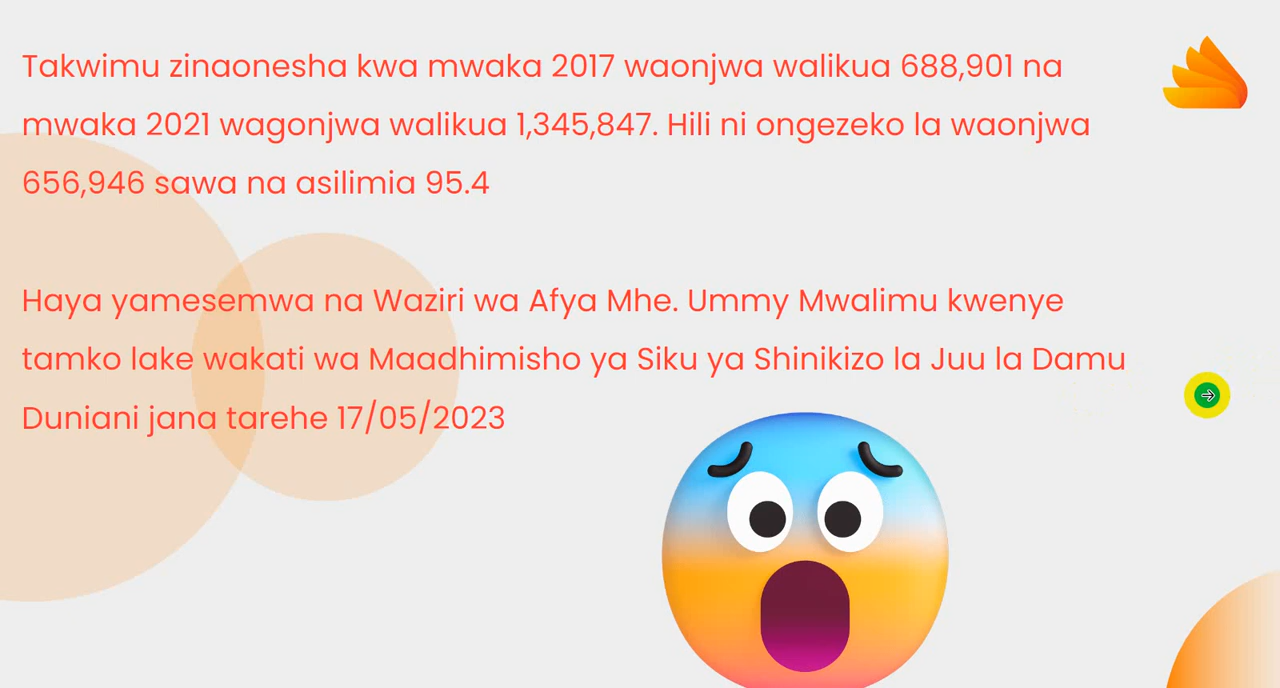 Takwimu zinaonesha kwa mwaka 2017 waonjwa walikua 688,901 na
mwaka 2021 wagonjwa walikua 1,345,847. Hili ni ongezeko la waonjwa
656,946 sawa na asilimia 95.4
Haya yamesemwa na Waziri wa Afya Mhe. Ummy Mwalimu kwenye
tamko lake wakati wa Maadhimisho ya Siku ya Shinikizo la Juu la Damu
Duniani jana tarehe 17/05/2023